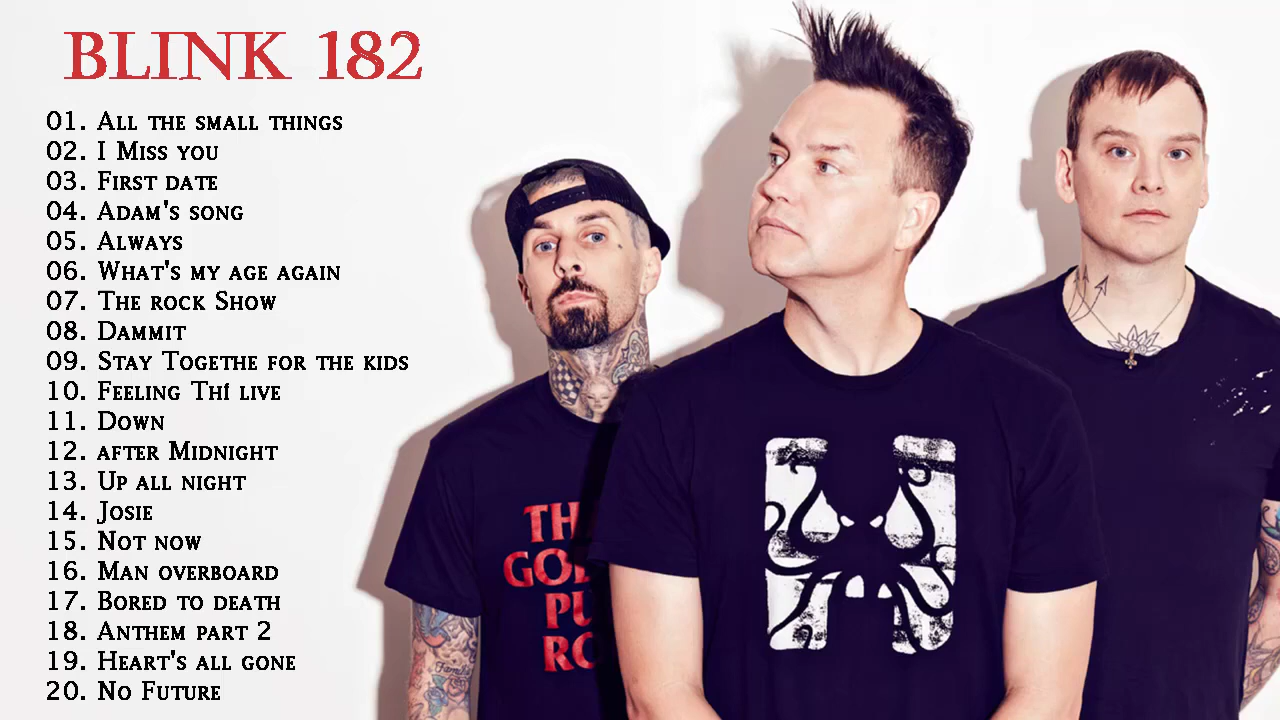 BLINK 182
01. All the small things
02. I Miss you
03. First date
04. Adam's song
05. Always
06. What's my age again
07. The rock Show
08. Dammit
09. Stay Togethe for the kids
10. Feeling Thí live
11. Down
12. after Midnight
13. Up all night
14. Josie
15. Not now
16. Man overboard
17. Bored to death
18. Anthem part 2
19. Heart's all gone
20. No Future